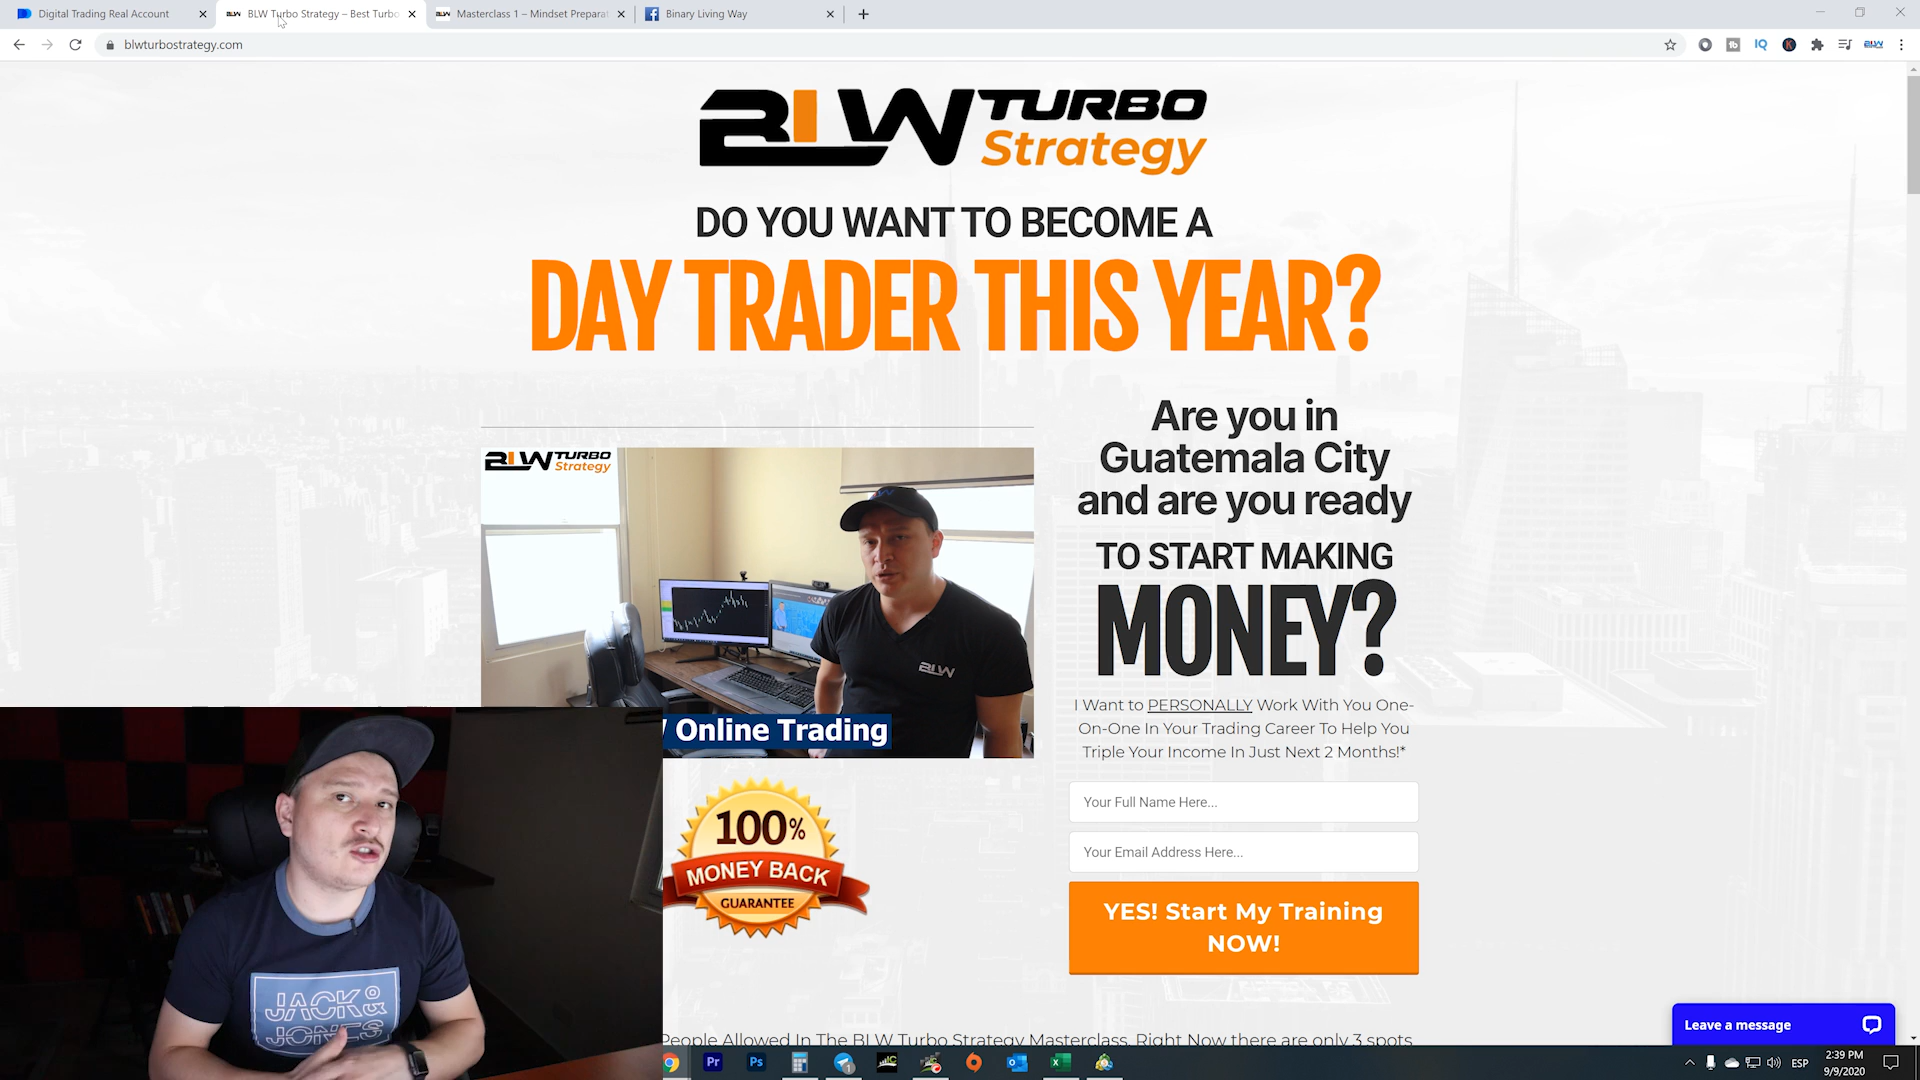 Digital Trading Real Account
BLW Turbo Strategy – Best Turbo
Masterclass 1 – Mindset Preparat
Binary Living Way
blwturbostrategy.com
BLW TURBO
Strategy
DO YOU WANT TO BECOME A
DAY TRADER THIS YEAR?
Are you in
Guatemala City
and are you ready
TO START MAKING
MONEY?
I Want to PERSONALLY Work With You One-
On-One In Your Trading Career To Help You
Triple Your Income In Just Next 2 Months!*
Your Full Name Here...
Your Email Address Here...
YES! Start My Training
NOW!
BLW TURBO
Strategy
BLW
Online Trading
100%
MONEY BACK
GUARANTEE
JACK &
JONES
People Allowed In The BLW Turbo Strategy Masterclass. Right Now there are only 3 spots
Leave a message
Pr
Ps
ESP
2:39 PM
9/9/2020